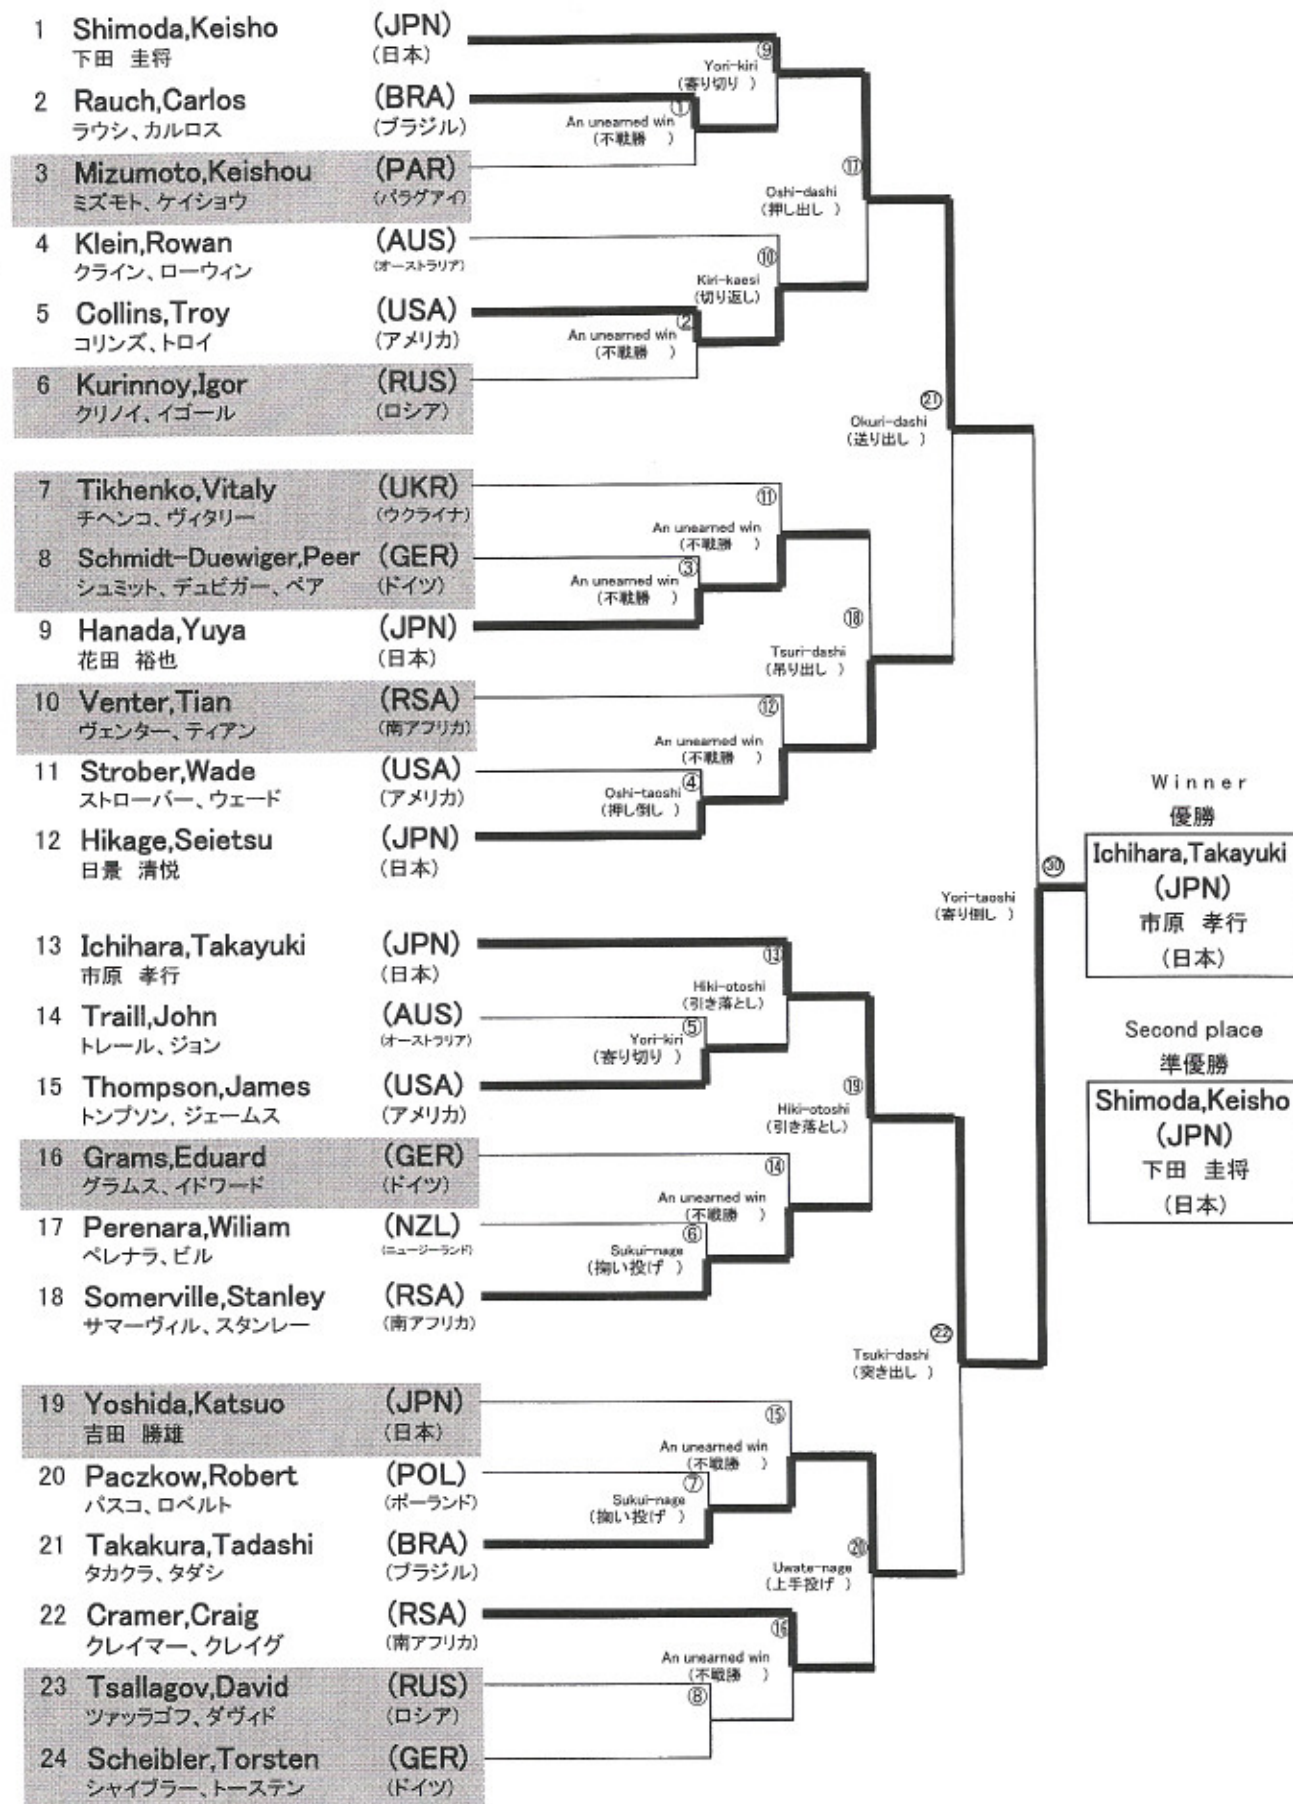 1 Shimoda,Keisho (JPN)
下田 圭将 (日本)
2 Rauch,Carlos (BRA)
ラウシ、カルロス (ブラジル)
3 Mizumoto,Keishou (PAR)
ミズモト、ケイショウ (パラグアイ)
4 Klein,Rowan (AUS)
クライン、ローウィン (オーストラリア)
5 Collins,Troy (USA)
コリンズ、トロイ (アメリカ)
6 Kurinnoy,Igor (RUS)
クリノイ、イゴール (ロシア)
7 Tikhenko,Vitaly (UKR)
チヘンコ、ヴィタリー (ウクライナ)
8 Schmidt-Duewiger,Peer (GER)
シュミット、デュビガー、ペア (ドイツ)
9 Hanada,Yuya (JPN)
花田 裕也 (日本)
10 Venter,Tian (RSA)
ヴェンター、ティアン (南アフリカ)
11 Strober,Wade (USA)
ストローバー、ウェード (アメリカ)
12 Hikage,Seietsu (JPN)
日景 清悦 (日本)
13 Ichihara,Takayuki (JPN)
市原 孝行 (日本)
14 Traill,John (AUS)
トレール、ジョン (オーストラリア)
15 Thompson,James (USA)
トンプソン, ジェームス (アメリカ)
16 Grams,Eduard (GER)
グラムス、イドワード (ドイツ)
17 Perenara,Wiliam (NZL)
ペレナラ、ビル (ニュージーランド)
18 Somerville,Stanley (RSA)
サマーヴィル、スタンレー (南アフリカ)
19 Yoshida,Katsuo (JPN)
吉田 勝雄 (日本)
20 Paczkow,Robert (POL)
パスコ、ロベルト (ポーランド)
21 Takakura,Tadashi (BRA)
タカクラ、タダシ (ブラジル)
22 Cramer,Craig (RSA)
クレイマー、クレイグ (南アフリカ)
23 Tsallagov,David (RUS)
ツァッラゴフ、ダヴィド (ロシア)
24 Scheibler,Torsten (GER)
シャイブラー、トーステン (ドイツ)
① An unearned win
(不戦勝 )
② An unearned win
(不戦勝 )
③ An unearned win
(不戦勝 )
④ Oshi-taoshi
(押し倒し )
⑤ Yori-kiri
(寄り切り )
⑥ Sukui-nage
(掬い投げ )
⑦ Sukui-nage
(掬い投げ )
⑧
⑨ Yori-kiri
(寄り切り )
⑩ Kiri-kaesi
(切り返し)
⑪ An unearned win
(不戦勝 )
⑫ An unearned win
(不戦勝 )
⑬ Hiki-otoshi
(引き落とし)
⑭ An unearned win
(不戦勝 )
⑮ An unearned win
(不戦勝 )
⑯ An unearned win
(不戦勝 )
⑰ Oshi-dashi
(押し出し )
⑱ Tsuri-dashi
(吊り出し )
⑲ Hiki-otoshi
(引き落とし)
⑳ Uwate-nage
(上手投げ )
㉑ Okuri-dashi
(送り出し )
㉒ Tsuki-dashi
(突き出し )
㉚ Yori-taoshi
(寄り倒し )
Winner
優勝
Ichihara,Takayuki
(JPN)
市原 孝行
(日本)
Second place
準優勝
Shimoda,Keisho
(JPN)
下田 圭将
(日本)